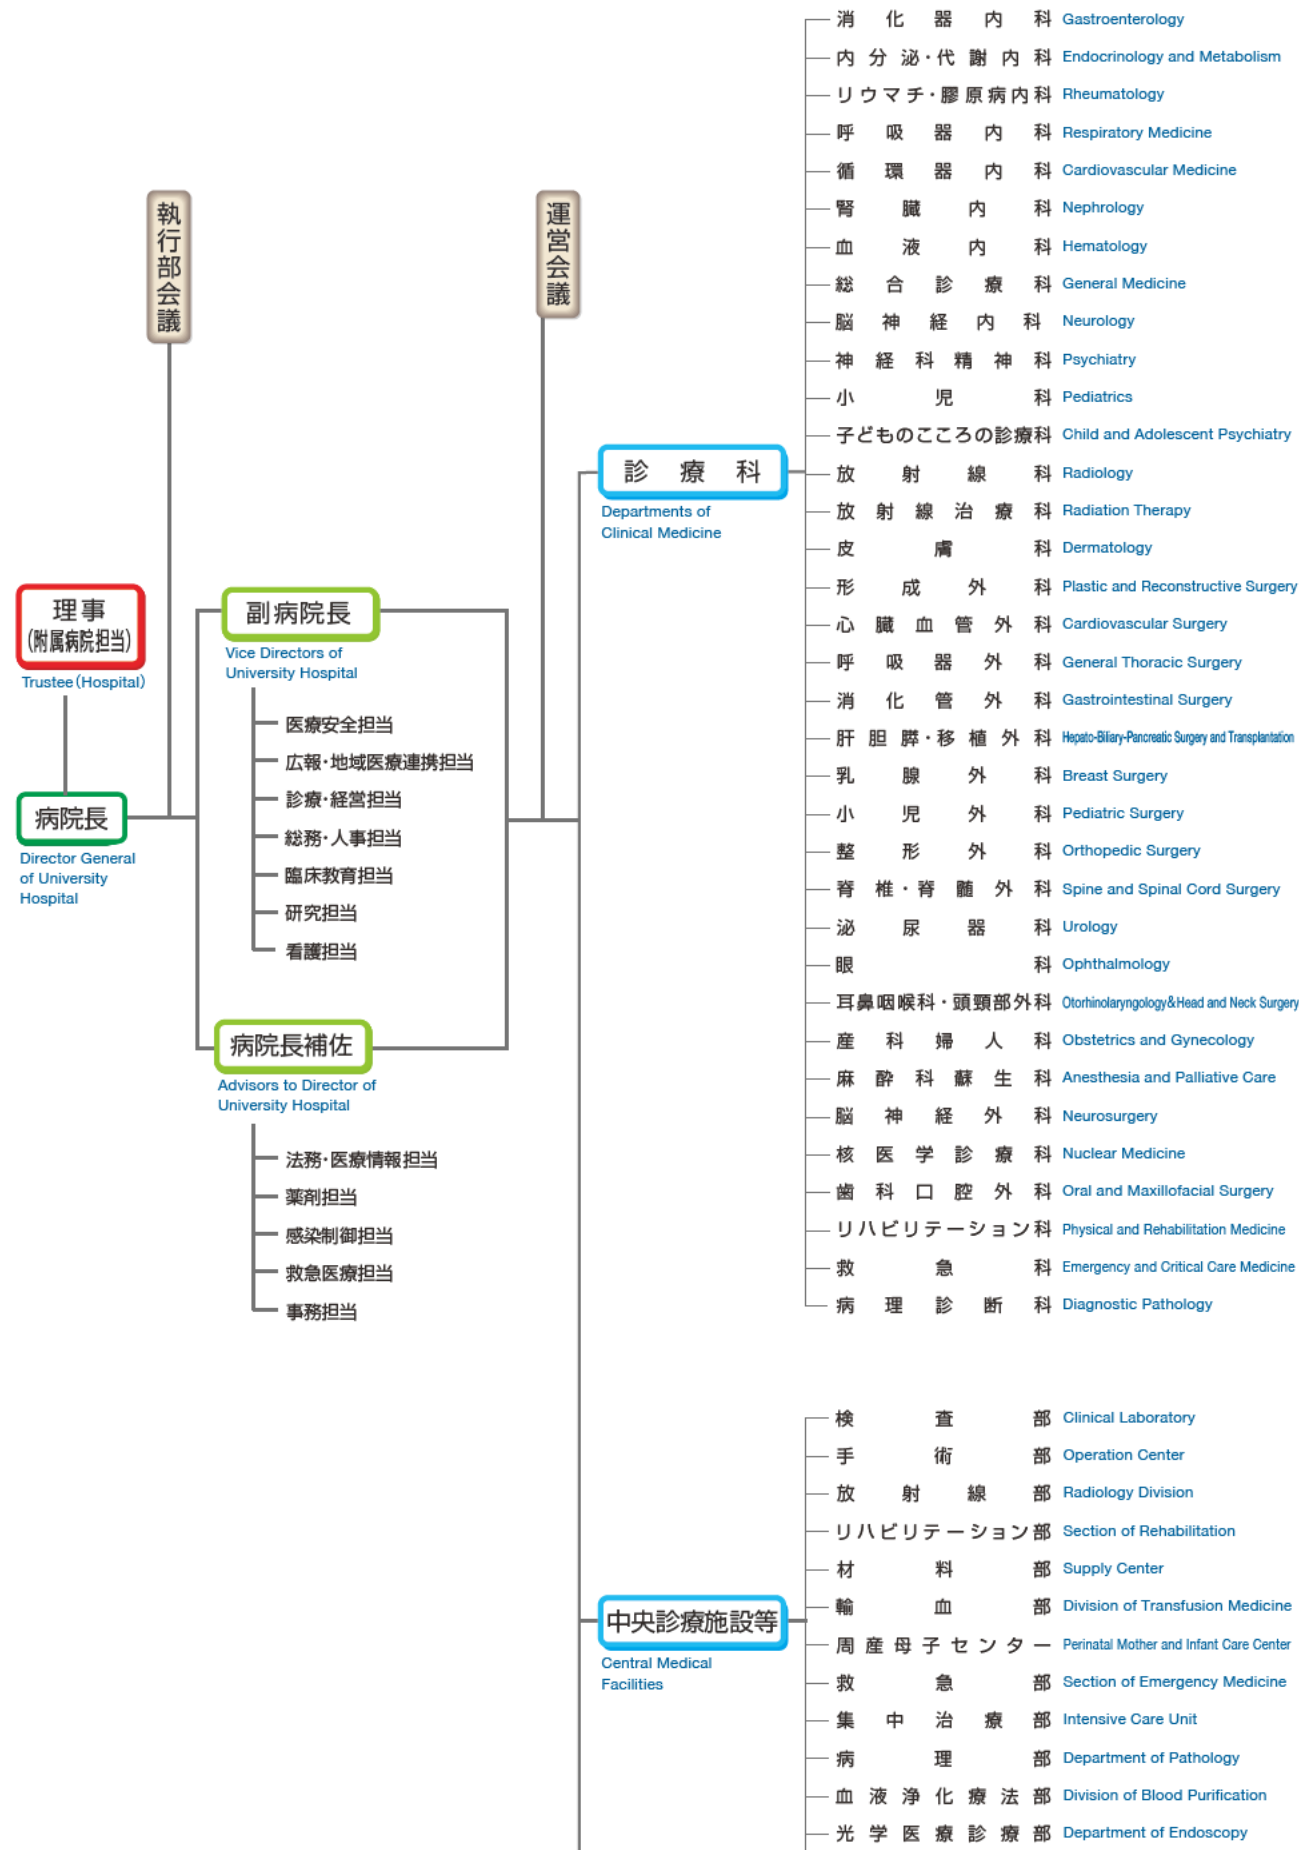 執行部会議
運営会議
理事
(附属病院担当)
Trustee(Hospital)
病院長
Director General
of University
Hospital
副病院長
Vice Directors of
University Hospital
医療安全担当
広報・地域医療連携担当
診療・経営担当
総務・人事担当
臨床教育担当
研究担当
看護担当
病院長補佐
Advisors to Director of
University Hospital
法務・医療情報担当
薬剤担当
感染制御担当
救急医療担当
事務担当
診療科
Departments of
Clinical Medicine
消化器内科 Gastroenterology
内分泌・代謝内科 Endocrinology and Metabolism
リウマチ・膠原病内科 Rheumatology
呼吸器内科 Respiratory Medicine
循環器内科 Cardiovascular Medicine
腎臓内科 Nephrology
血液内科 Hematology
総合診療科 General Medicine
脳神経内科 Neurology
神経科精神科 Psychiatry
小児科 Pediatrics
子どものこころの診療科 Child and Adolescent Psychiatry
放射線科 Radiology
放射線治療科 Radiation Therapy
皮膚科 Dermatology
形成外科 Plastic and Reconstructive Surgery
心臓血管外科 Cardiovascular Surgery
呼吸器外科 General Thoracic Surgery
消化管外科 Gastrointestinal Surgery
肝胆膵・移植外科 Hepato-Biliary-Pancreatic Surgery and Transplantation
乳腺外科 Breast Surgery
小児外科 Pediatric Surgery
整形外科 Orthopedic Surgery
脊椎・脊髄外科 Spine and Spinal Cord Surgery
泌尿器科 Urology
眼科 Ophthalmology
耳鼻咽喉科・頭頸部外科 Otorhinolaryngology&Head and Neck Surgery
産科婦人科 Obstetrics and Gynecology
麻酔科蘇生科 Anesthesia and Palliative Care
脳神経外科 Neurosurgery
核医学診療科 Nuclear Medicine
歯科口腔外科 Oral and Maxillofacial Surgery
リハビリテーション科 Physical and Rehabilitation Medicine
救急科 Emergency and Critical Care Medicine
病理診断科 Diagnostic Pathology
中央診療施設等
Central Medical
Facilities
検査部 Clinical Laboratory
手術部 Operation Center
放射線部 Radiology Division
リハビリテーション部 Section of Rehabilitation
材料部 Supply Center
輸血部 Division of Transfusion Medicine
周産母子センター Perinatal Mother and Infant Care Center
救急部 Section of Emergency Medicine
集中治療部 Intensive Care Unit
病理部 Department of Pathology
血液浄化療法部 Division of Blood Purification
光学医療診療部 Department of Endoscopy